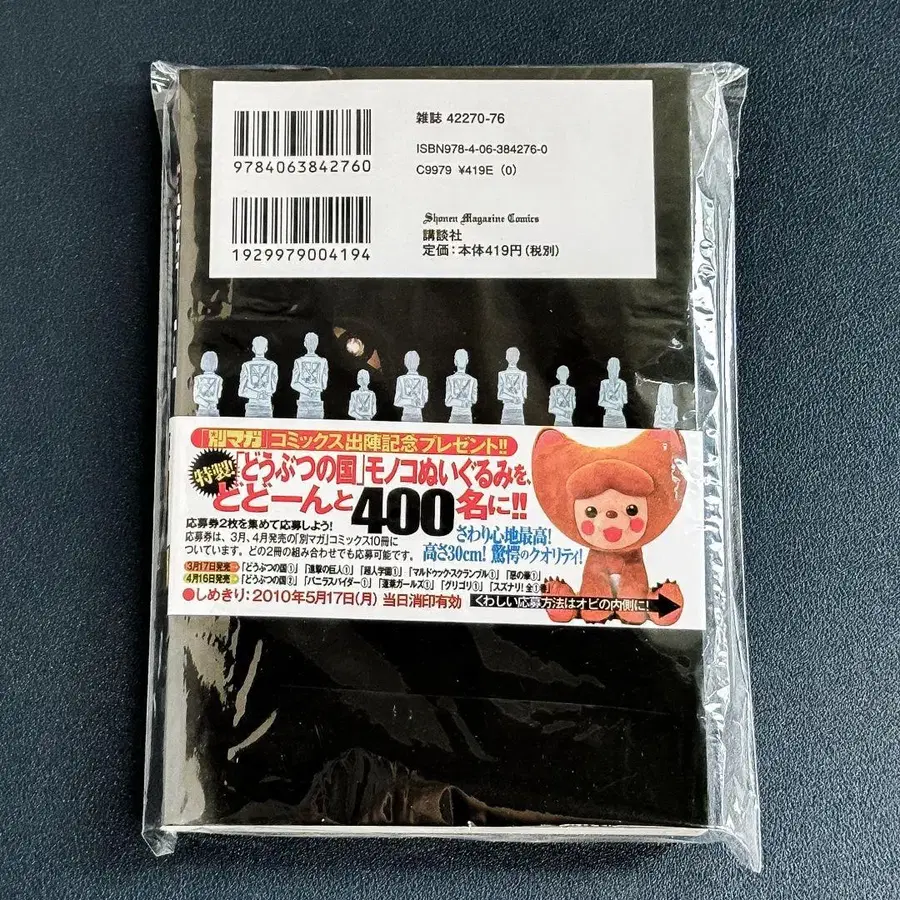 雑誌 42270-76
ISBN978-4-06-384276-0
C9979 ¥419E (0)
9784063842760
Shonen Magazine Comics
講談社
定価：本体419円(税別)
1929979004194
「別マガ」コミックス出陣記念プレゼント!!
特製!「どうぶつの国」モノコぬいぐるみを、
どどーんと400名に!!
応募券2枚を集めて応募しよう!
応募券は、3月、4月発売の「別マガ」コミックス10冊に
ついています。どの2冊の組み合わせでも応募可能です。
さわり心地最高!
高さ30cm! 驚愕のクオリティ!
3月17日発売→「どうぶつの国①」「進撃の巨人①」「超人学園①」「マルドゥック・スクランブル①」「惡の華①」
4月16日発売→「どうぶつの国②」「バニラスパイダー①」「蓬莱ガールズ①」「グリゴリ①」「スズナリ! 全①巻」
●しめきり：2010年5月17日(月) 当日消印有効
くわしい応募方法はオビの内側に!